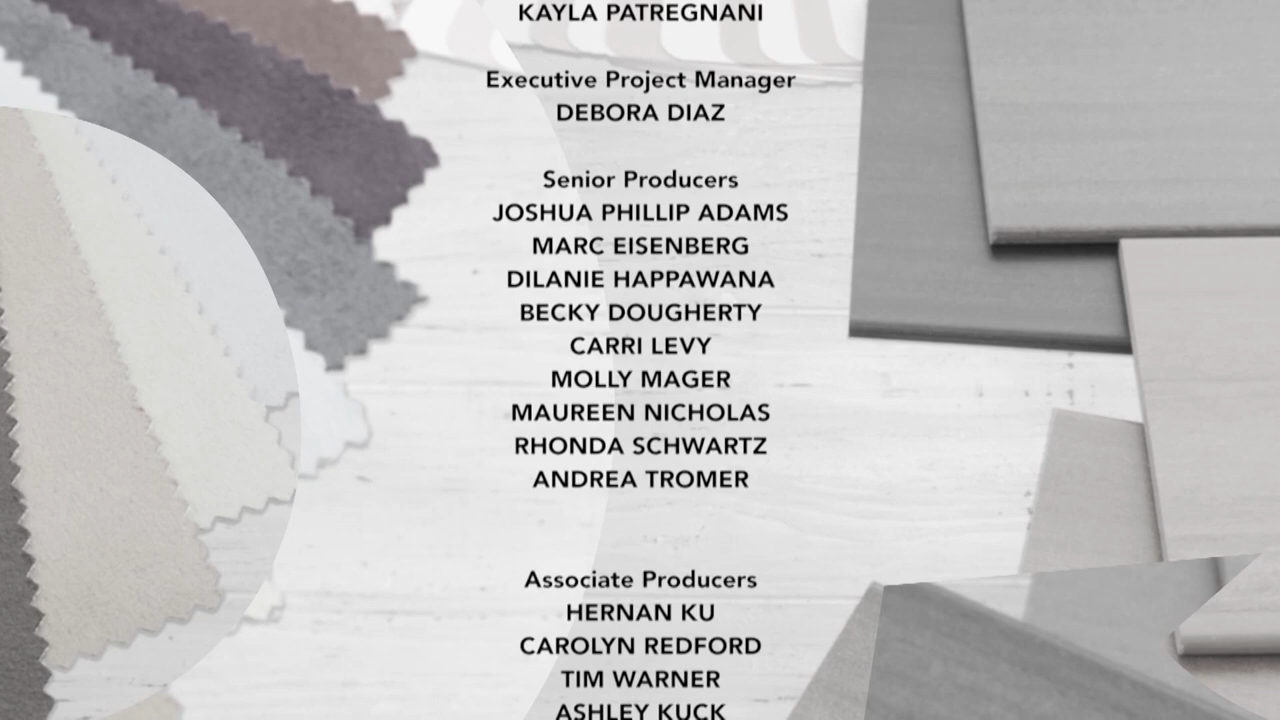 KAYLA PATREGNANI
Executive Project Manager
DEBORA DIAZ
Senior Producers
JOSHUA PHILLIP ADAMS
MARC EISENBERG
DILANIE HAPPAWANA
BECKY DOUGHERTY
CARRI LEVY
MOLLY MAGER
MAUREEN NICHOLAS
RHONDA SCHWARTZ
ANDREA TROMER
Associate Producers
HERNAN KU
CAROLYN REDFORD
TIM WARNER
ASHLEY KUCK